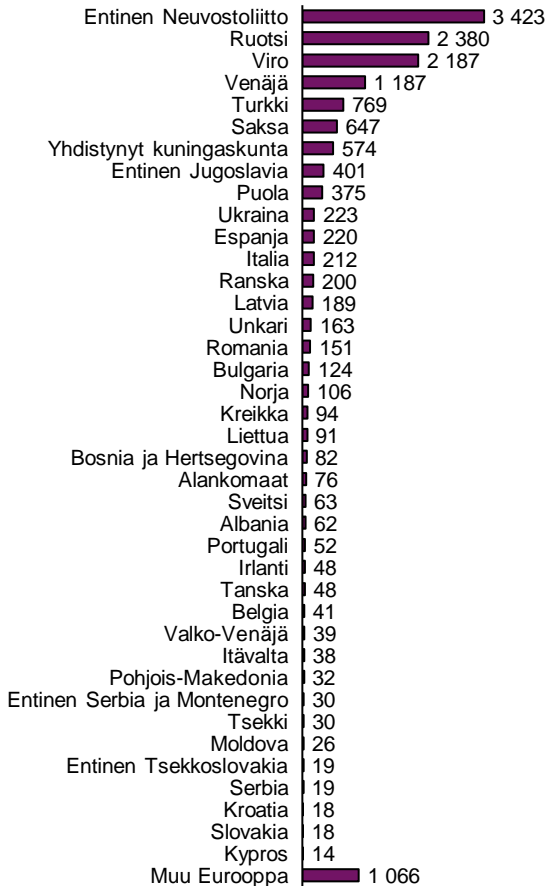 Entinen Neuvostoliitto 3 423
Ruotsi 2 380
Viro 2 187
Venäjä 1 187
Turkki 769
Saksa 647
Yhdistynyt kuningaskunta 574
Entinen Jugoslavia 401
Puola 375
Ukraina 223
Espanja 220
Italia 212
Ranska 200
Latvia 189
Unkari 163
Romania 151
Bulgaria 124
Norja 106
Kreikka 94
Liettua 91
Bosnia ja Hertsegovina 82
Alankomaat 76
Sveitsi 63
Albania 62
Portugali 52
Irlanti 48
Tanska 48
Belgia 41
Valko-Venäjä 39
Itävalta 38
Pohjois-Makedonia 32
Entinen Serbia ja Montenegro 30
Tsekki 30
Moldova 26
Entinen Tsekkoslovakia 19
Serbia 19
Kroatia 18
Slovakia 18
Kypros 14
Muu Eurooppa 1 066